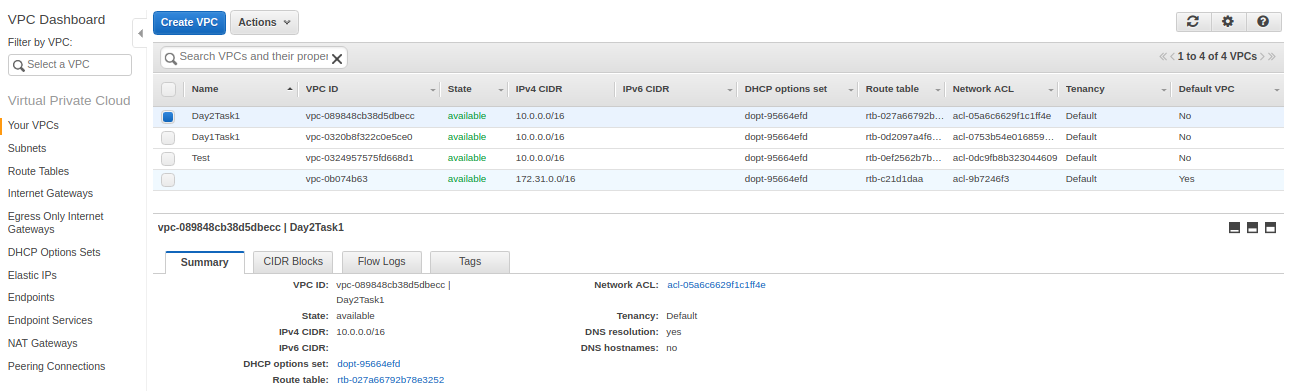 VPC Dashboard
Filter by VPC:
Select a VPC
Virtual Private Cloud
Your VPCs
Subnets
Route Tables
Internet Gateways
Egress Only Internet
Gateways
DHCP Options Sets
Elastic IPs
Endpoints
Endpoint Services
NAT Gateways
Peering Connections
Create VPC Actions
Search VPCs and their proper
1 to 4 of 4 VPCs
Name VPC ID State IPv4 CIDR IPv6 CIDR DHCP options set Route table Network ACL Tenancy Default VPC
Day2Task1 vpc-089848cb38d5dbecc available 10.0.0.0/16 dopt-95664efd rtb-027a66792b... acl-05a6c6629f1c1ff4e Default No
Day1Task1 vpc-0320b8f322c0e5ce0 available 10.0.0.0/16 dopt-95664efd rtb-0d2097a4f6... acl-0753b54e016859... Default No
Test vpc-0324957575fd668d1 available 10.0.0.0/16 dopt-95664efd rtb-0ef2562b7b... acl-0dc9fb8b323044609 Default No
vpc-0b074b63 available 172.31.0.0/16 dopt-95664efd rtb-c21d1daa acl-9b7246f3 Default Yes
vpc-089848cb38d5dbecc | Day2Task1
Summary CIDR Blocks Flow Logs Tags
VPC ID: vpc-089848cb38d5dbecc | Network ACL: acl-05a6c6629f1c1ff4e
Day2Task1
State: available Tenancy: Default
IPv4 CIDR: 10.0.0.0/16 DNS resolution: yes
IPv6 CIDR: DNS hostnames: no
DHCP options set: dopt-95664efd
Route table: rtb-027a66792b78e3252